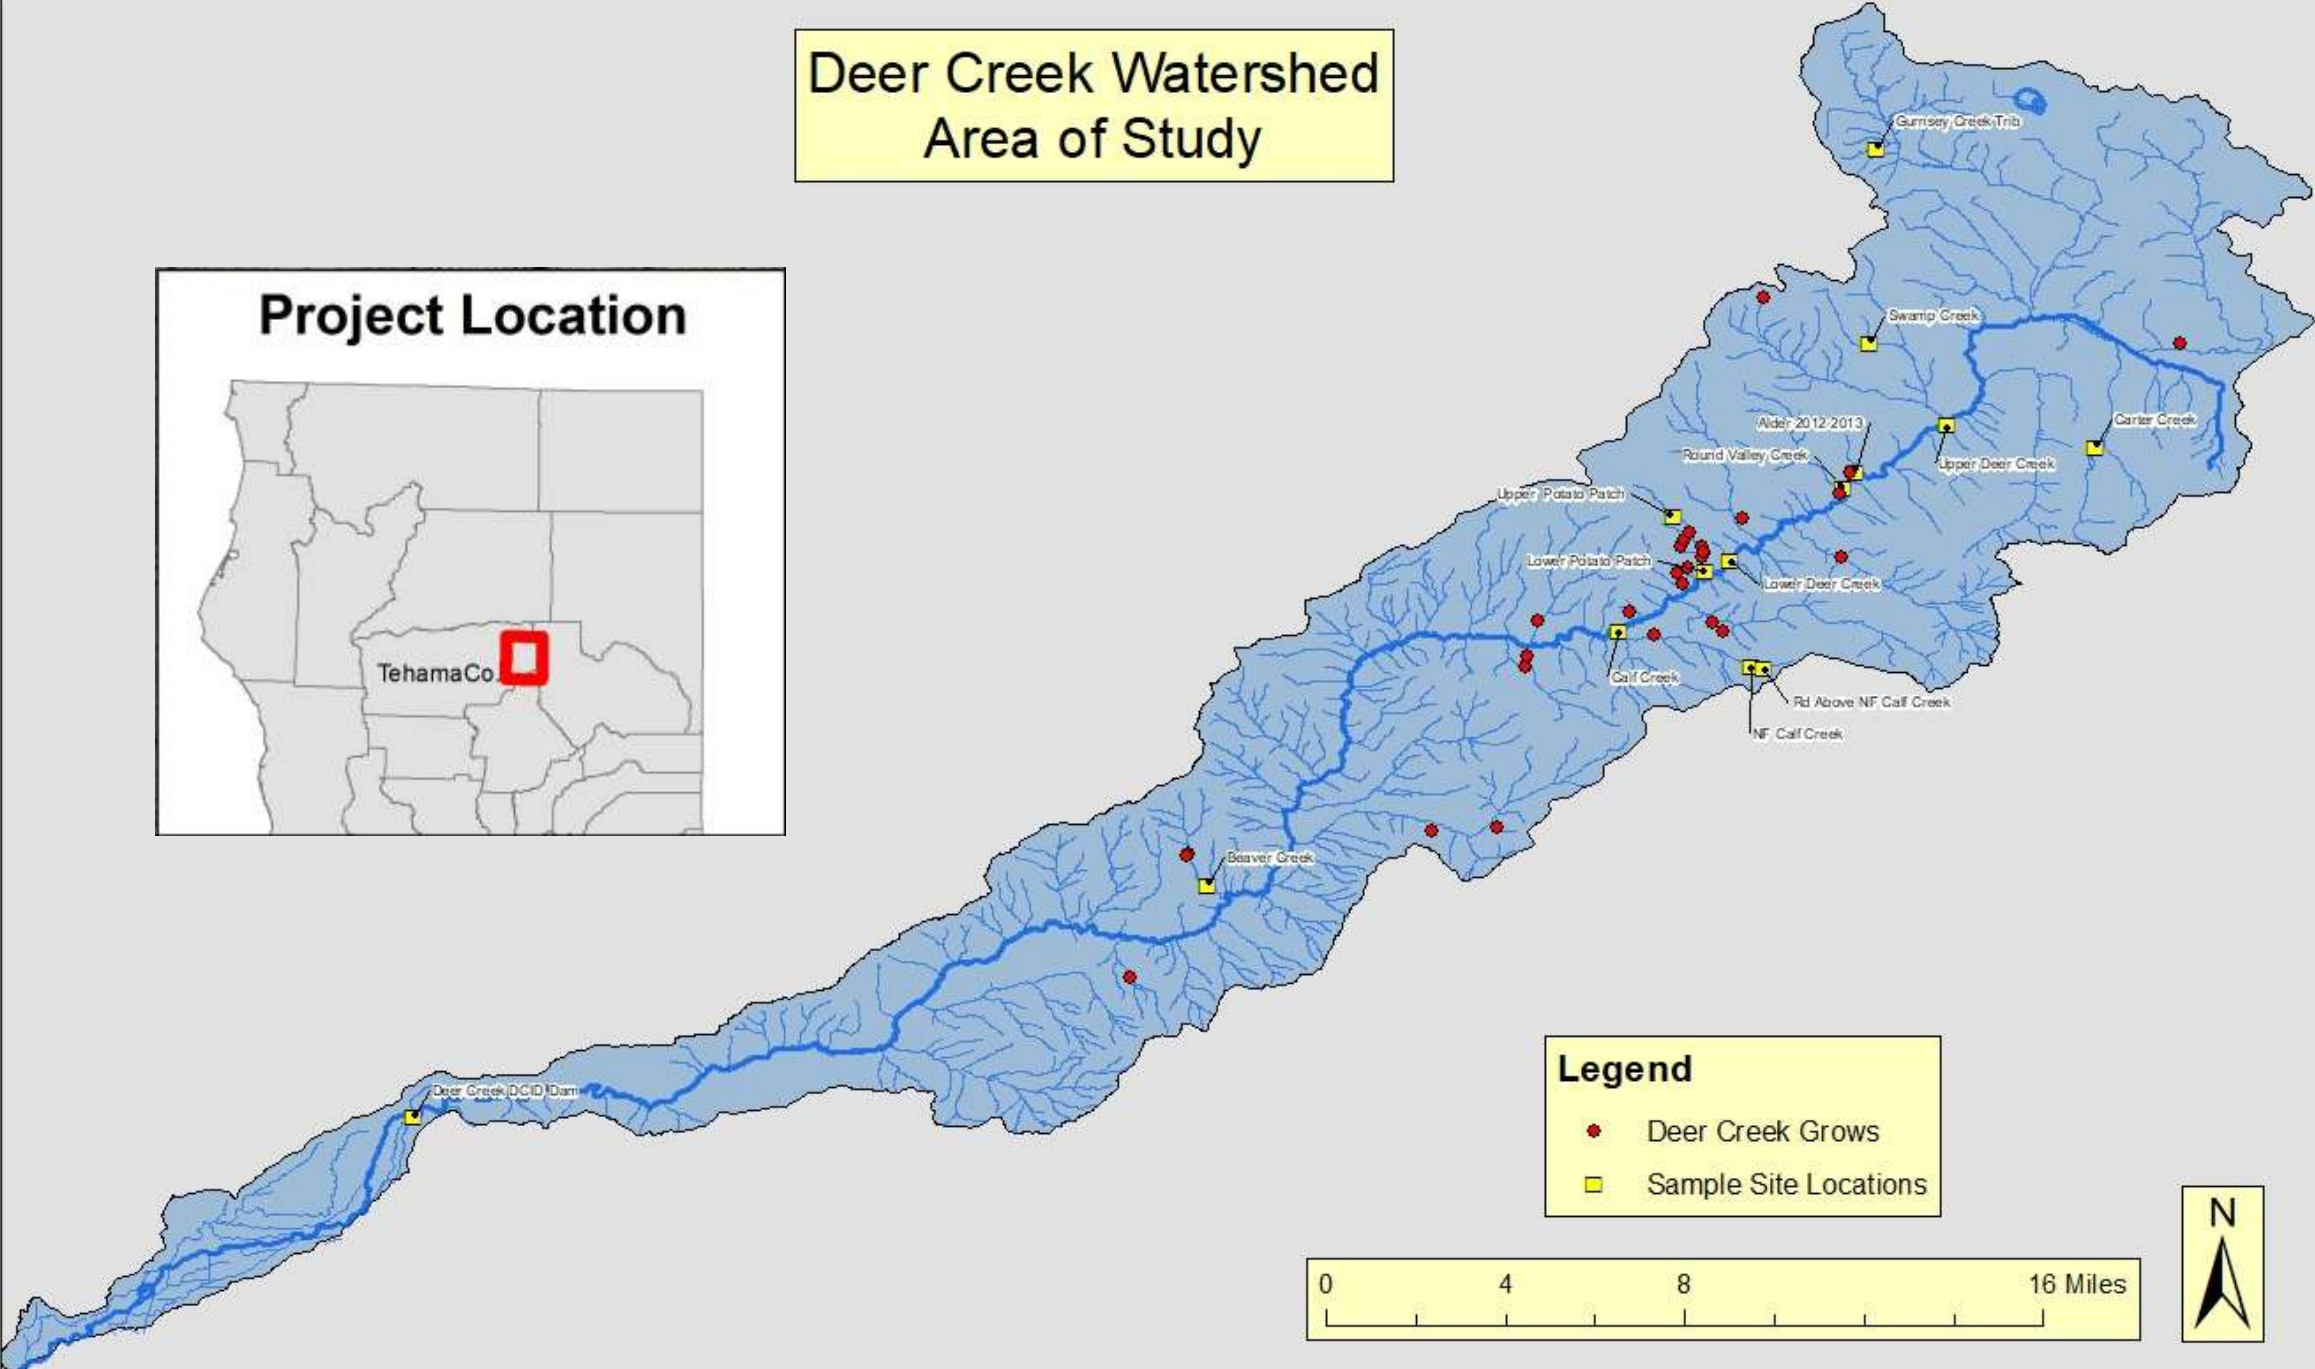 Deer Creek Watershed
Area of Study
Project Location
TehamaCo.
Gurnsey Creek Trib
Swamp Creek
Alder 2012-2013
Carter Creek
Round Valley Creek
Upper Deer Creek
Upper Potato Patch
Lower Potato Patch
Lower Deer Creek
Calf Creek
Rd Above NF Calf Creek
NF Calf Creek
Beaver Creek
Deer Creek DCID Dam
Legend
Deer Creek Grows
Sample Site Locations
0 4 8 16 Miles
N